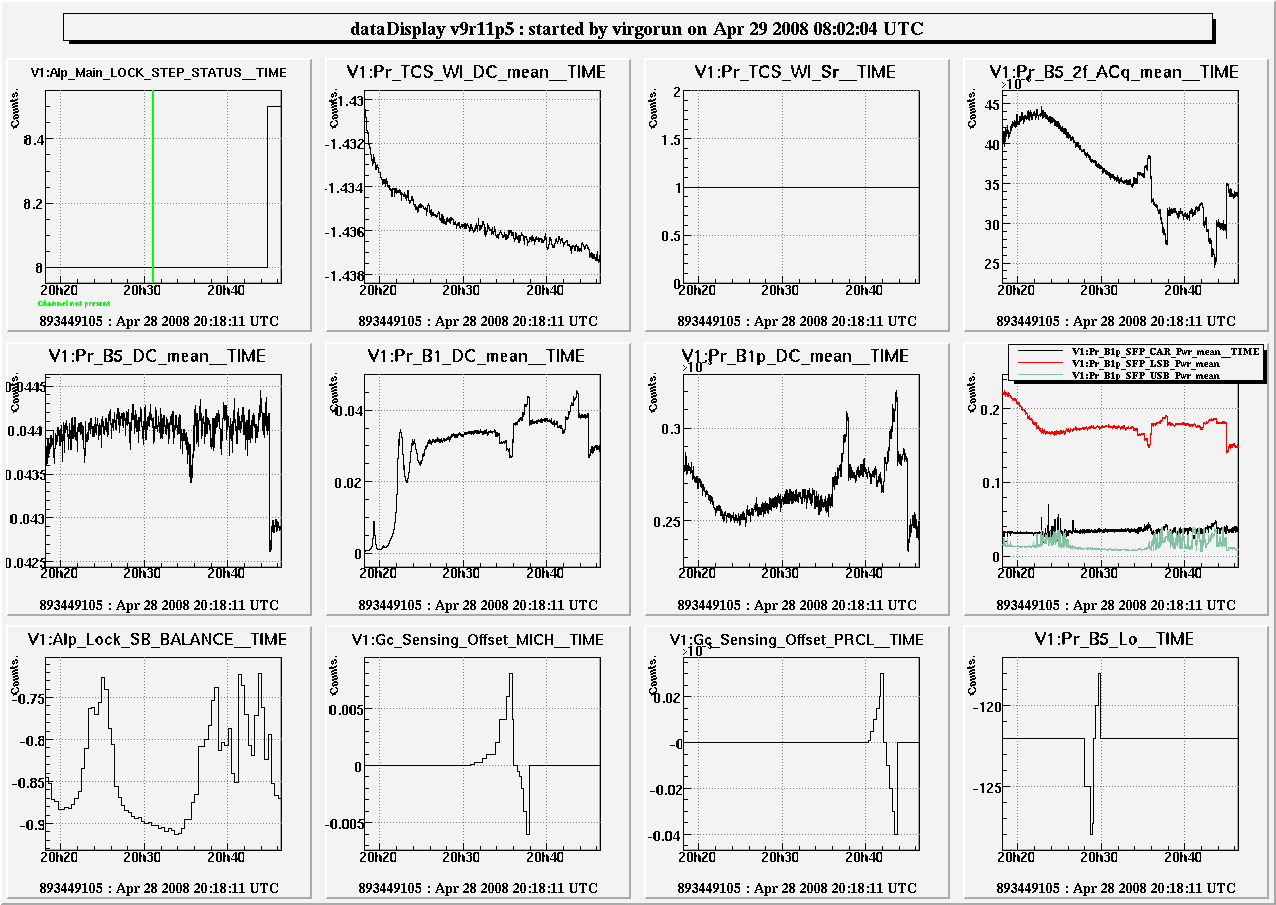 dataDisplay v9r11p5 : started by virgorun on Apr 29 2008 08:02:04 UTC
V1:Alp_Main_LOCK_STEP_STATUS__TIME
Counts.
8.4
8.2
8
20h20 20h30 20h40
Channel not present
893449105 : Apr 28 2008 20:18:11 UTC
V1:Pr_TCS_WI_DC_mean__TIME
Counts.
-1.43
-1.432
-1.434
-1.436
-1.438
20h20 20h30 20h40
893449105 : Apr 28 2008 20:18:11 UTC
V1:Pr_TCS_WI_Sr__TIME
Counts.
2
1.5
1
0.5
0
20h20 20h30 20h40
893449105 : Apr 28 2008 20:18:11 UTC
V1:Pr_B5_2f_ACq_mean__TIME
Counts.
45
40
35
30
25
20h20 20h30 20h40
893449105 : Apr 28 2008 20:18:11 UTC
V1:Pr_B5_DC_mean__TIME
Counts.
0.0445
0.044
0.0435
0.043
0.0425
20h20 20h30 20h40
893449105 : Apr 28 2008 20:18:11 UTC
V1:Pr_B1_DC_mean__TIME
Counts.
0.04
0.02
0
20h20 20h30 20h40
893449105 : Apr 28 2008 20:18:11 UTC
V1:Pr_B1p_DC_mean__TIME
Counts.
0.3
0.25
20h20 20h30 20h40
893449105 : Apr 28 2008 20:18:11 UTC
V1:Pr_B1p_SFP_CAR_Pwr_mean__TIME
V1:Pr_B1p_SFP_LSB_Pwr_mean
V1:Pr_B1p_SFP_USB_Pwr_mean
Counts.
0.2
0.1
0
20h20 20h30 20h40
893449105 : Apr 28 2008 20:18:11 UTC
V1:Alp_Lock_SB_BALANCE__TIME
Counts.
-0.75
-0.8
-0.85
-0.9
20h20 20h30 20h40
893449105 : Apr 28 2008 20:18:11 UTC
V1:Gc_Sensing_Offset_MICH__TIME
Counts.
0.005
0
-0.005
20h20 20h30 20h40
893449105 : Apr 28 2008 20:18:11 UTC
V1:Gc_Sensing_Offset_PRCL__TIME
Counts.
0.02
-0
-0.02
-0.04
20h20 20h30 20h40
893449105 : Apr 28 2008 20:18:11 UTC
V1:Pr_B5_Lo__TIME
Counts.
-120
-125
20h20 20h30 20h40
893449105 : Apr 28 2008 20:18:11 UTC